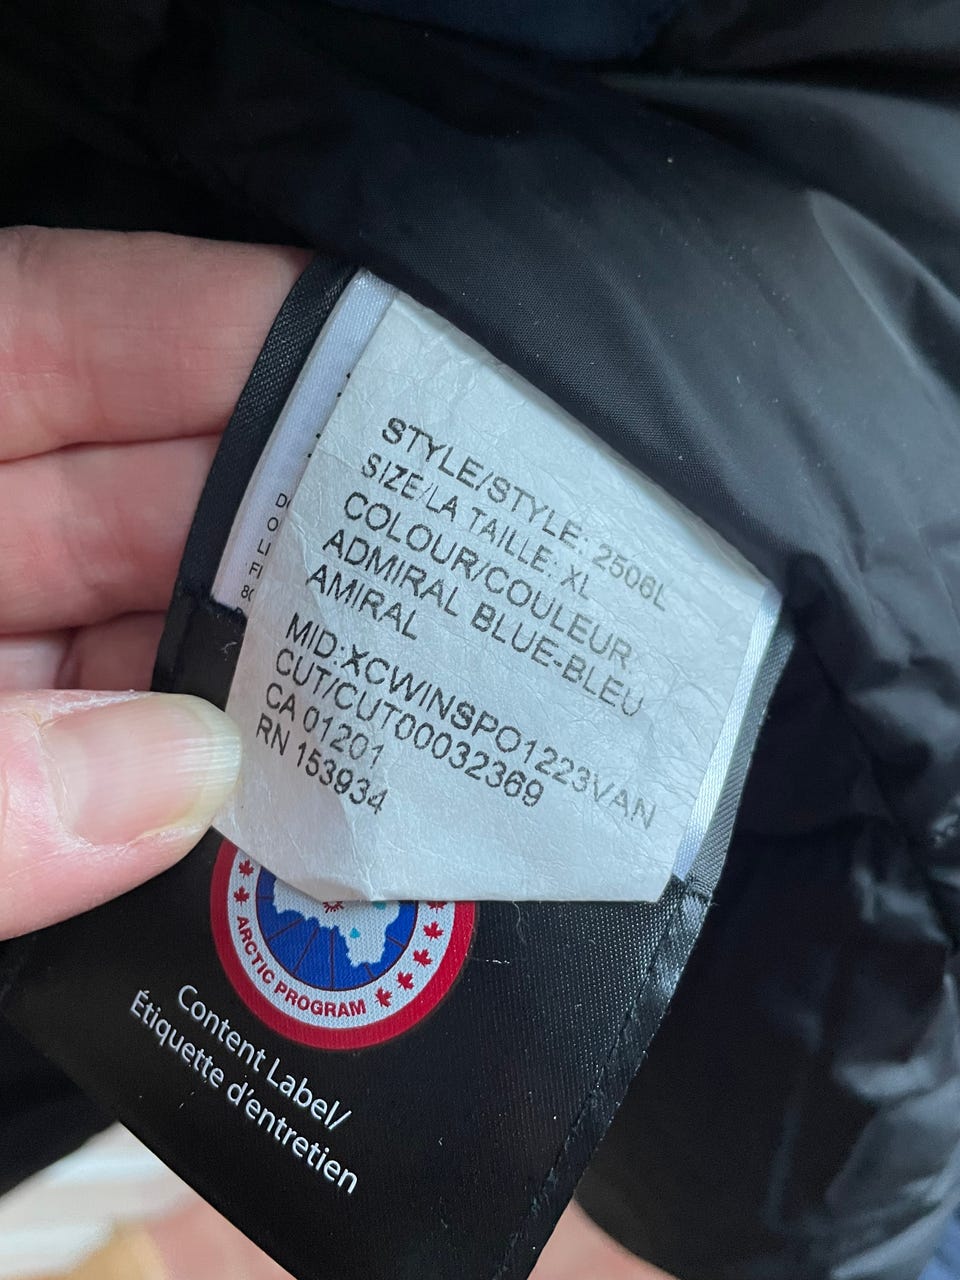 STYLE/STYLE: 2506L
SIZE/LA TAILLE: XL
COLOUR/COULEUR:
ADMIRAL BLUE-BLEU
AMIRAL
MID:XCWINSPO1223VAN
CUT/CUT00032369
CA 01201
RN 153934
ARCTIC PROGRAM
Content Label/
Étiquette d'entretien